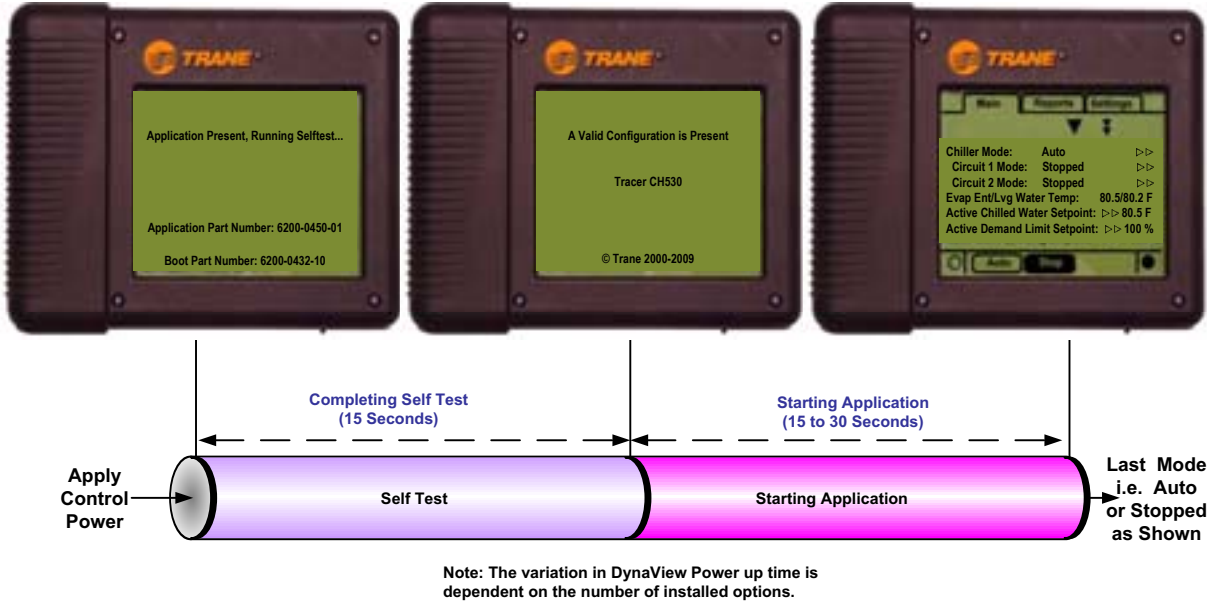 TRANE
Application Present, Running Selftest...
Application Part Number: 6200-0450-01
Boot Part Number: 6200-0432-10
TRANE
A Valid Configuration is Present
Tracer CH530
© Trane 2000-2009
TRANE
Main Reports Settings
Chiller Mode: Auto ▷▷
Circuit 1 Mode: Stopped ▷▷
Circuit 2 Mode: Stopped ▷▷
Evap Ent/Lvg Water Temp: 80.5/80.2 F
Active Chilled Water Setpoint: ▷▷ 80.5 F
Active Demand Limit Setpoint: ▷▷ 100 %
Auto Stop
Completing Self Test
(15 Seconds)
Starting Application
(15 to 30 Seconds)
Apply
Control
Power
Self Test
Starting Application
Last Mode
i.e. Auto
or Stopped
as Shown
Note: The variation in DynaView Power up time is
dependent on the number of installed options.